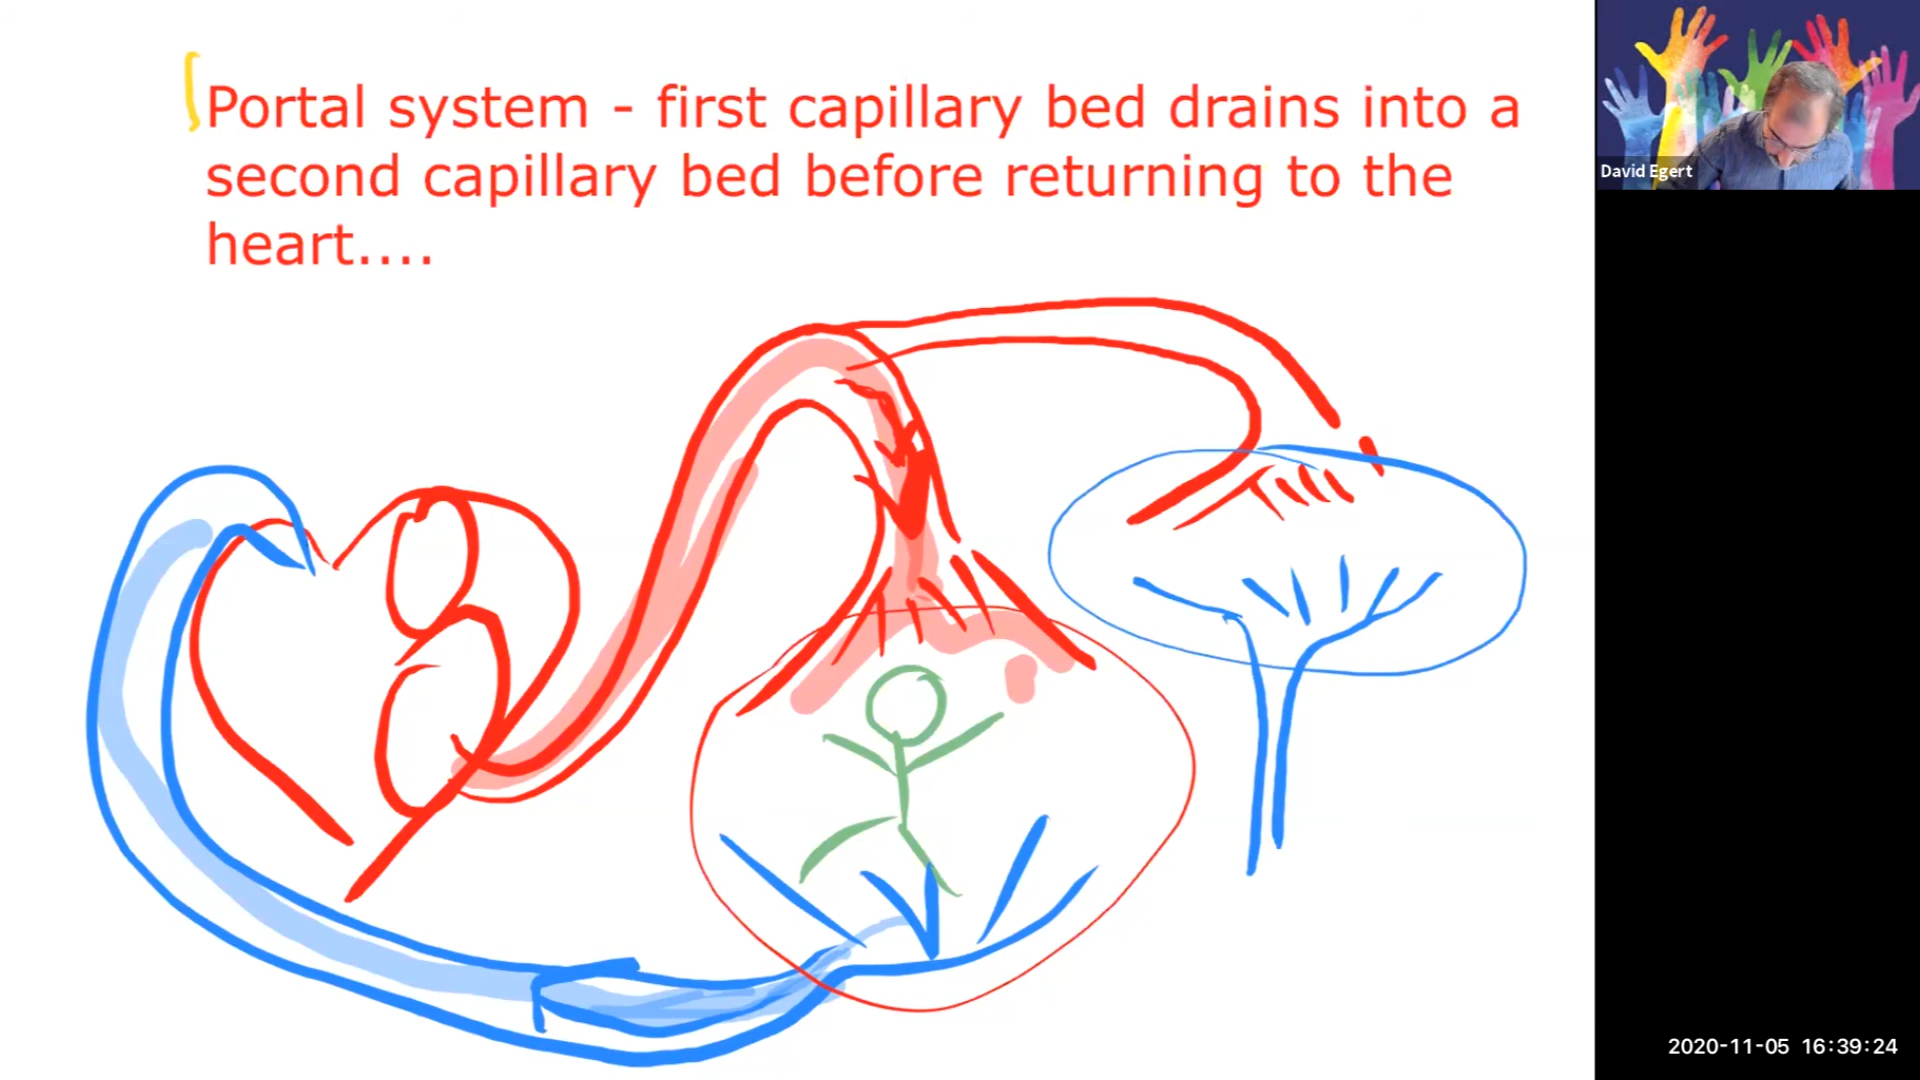 Portal system - first capillary bed drains into a
second capillary bed before returning to the
heart....
David Egert
2020-11-05 16:39:24